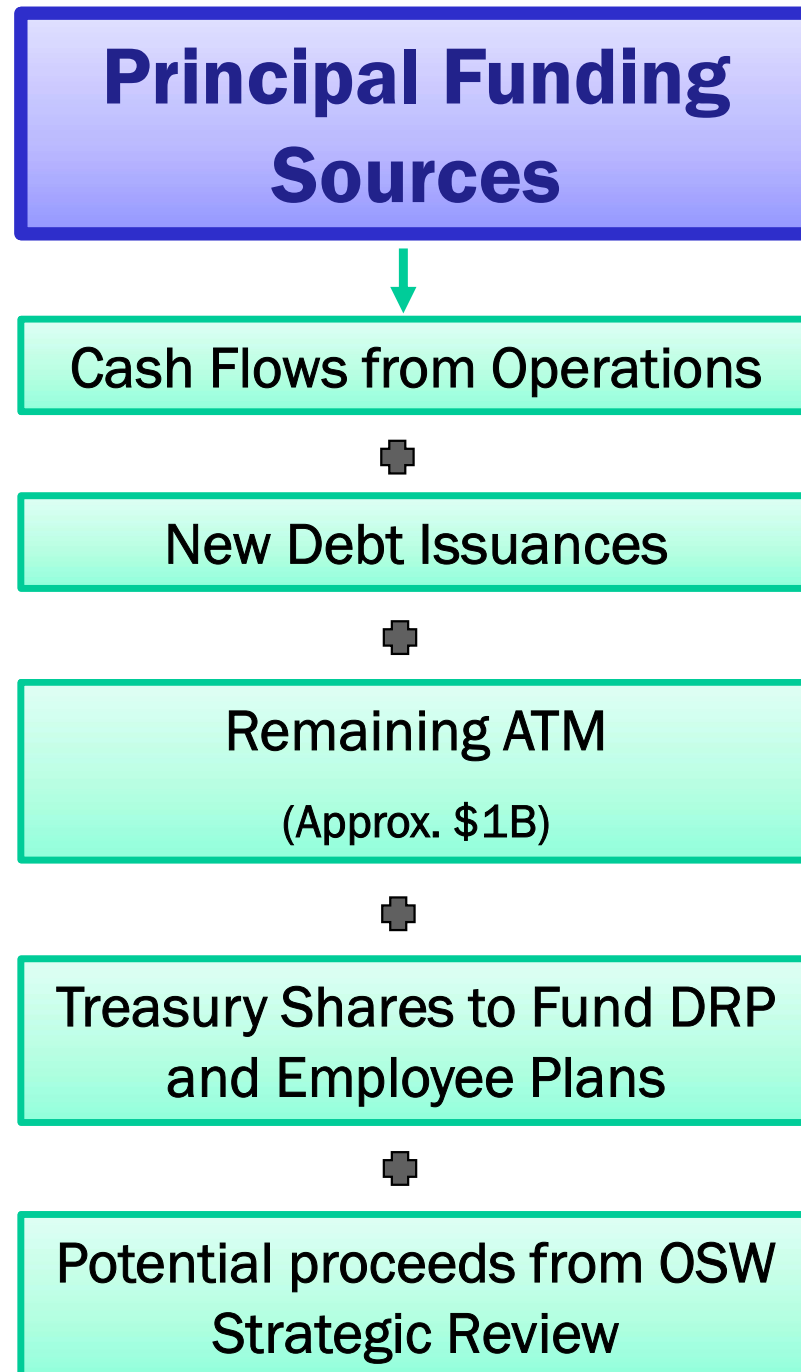 Principal Funding
Sources
Cash Flows from Operations
New Debt Issuances
Remaining ATM
(Approx. $1B)
Treasury Shares to Fund DRP
and Employee Plans
Potential proceeds from OSW
Strategic Review